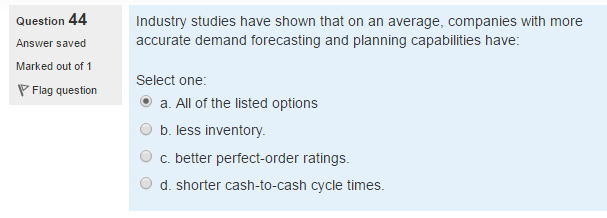 Question 44
Answer saved
Marked out of 1
Flag question
Industry studies have shown that on an average, companies with more
accurate demand forecasting and planning capabilities have:
Select one:
a. All of the listed options
b. less inventory.
c. better perfect-order ratings.
d. shorter cash-to-cash cycle times.